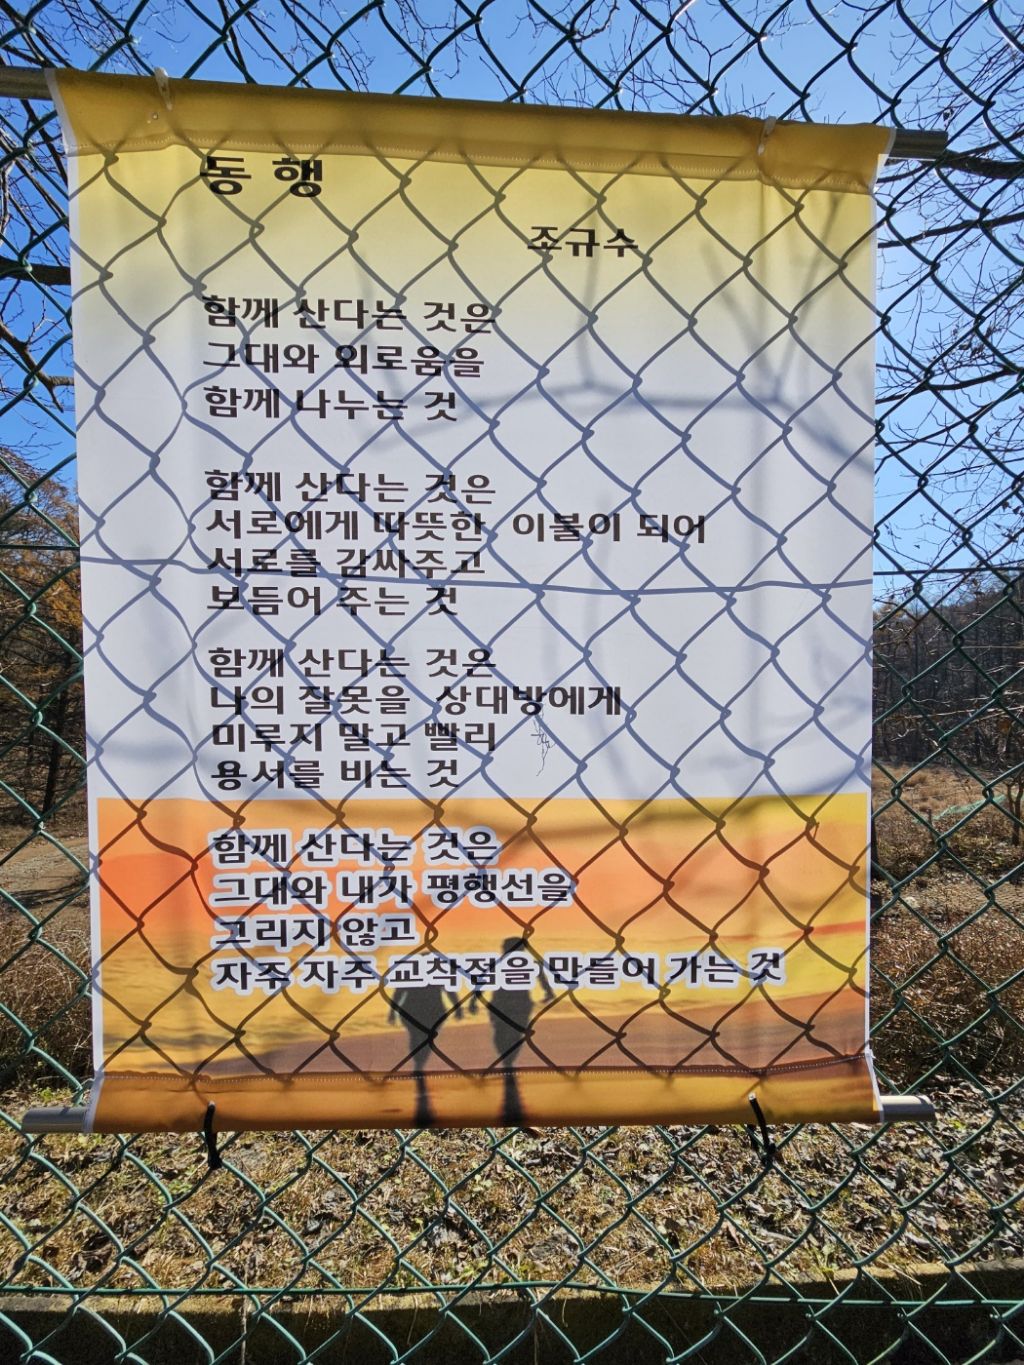 동 행
조규수
함께 산다는 것은
그대와 외로움을
함께 나누는 것
함께 산다는 것은
서로에게 따뜻한 이불이 되어
서로를 감싸주고
보듬어 주는 것
함께 산다는 것은
나의 잘못을 상대방에게
미루지 말고 빨리
용서를 비는 것
함께 산다는 것은
그대와 내가 평행선을
그리지 않고
자주 자주 교착점을 만들어 가는 것